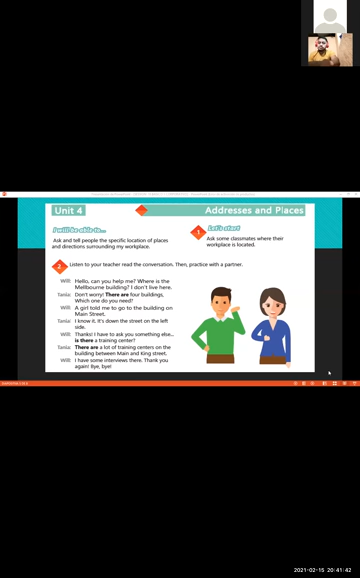 Unit 4
Addresses and Places
I will be able to...
Ask and tell people the specific location of places
and directions surrounding my workplace.
1
Let's start
Ask some classmates where their
workplace is located.
2
Listen to your teacher read the conversation. Then, practice with a partner.
Will: Hello, can you help me? Where is the
Mellbourne building? I don't live here.
Tania: Don't worry! There are four buildings,
Which one do you need?
Will: A girl told me to go to the building on
Main Street.
Tania: I know it. It's down the street on the left
side.
Will: Thanks! I have to ask you something else...
is there a training center?
Tania: There are a lot of training centers on the
building between Main and King street.
Will: I have some interviews there. Thank you
again! Bye, bye!
2021-02-15 20:41:42